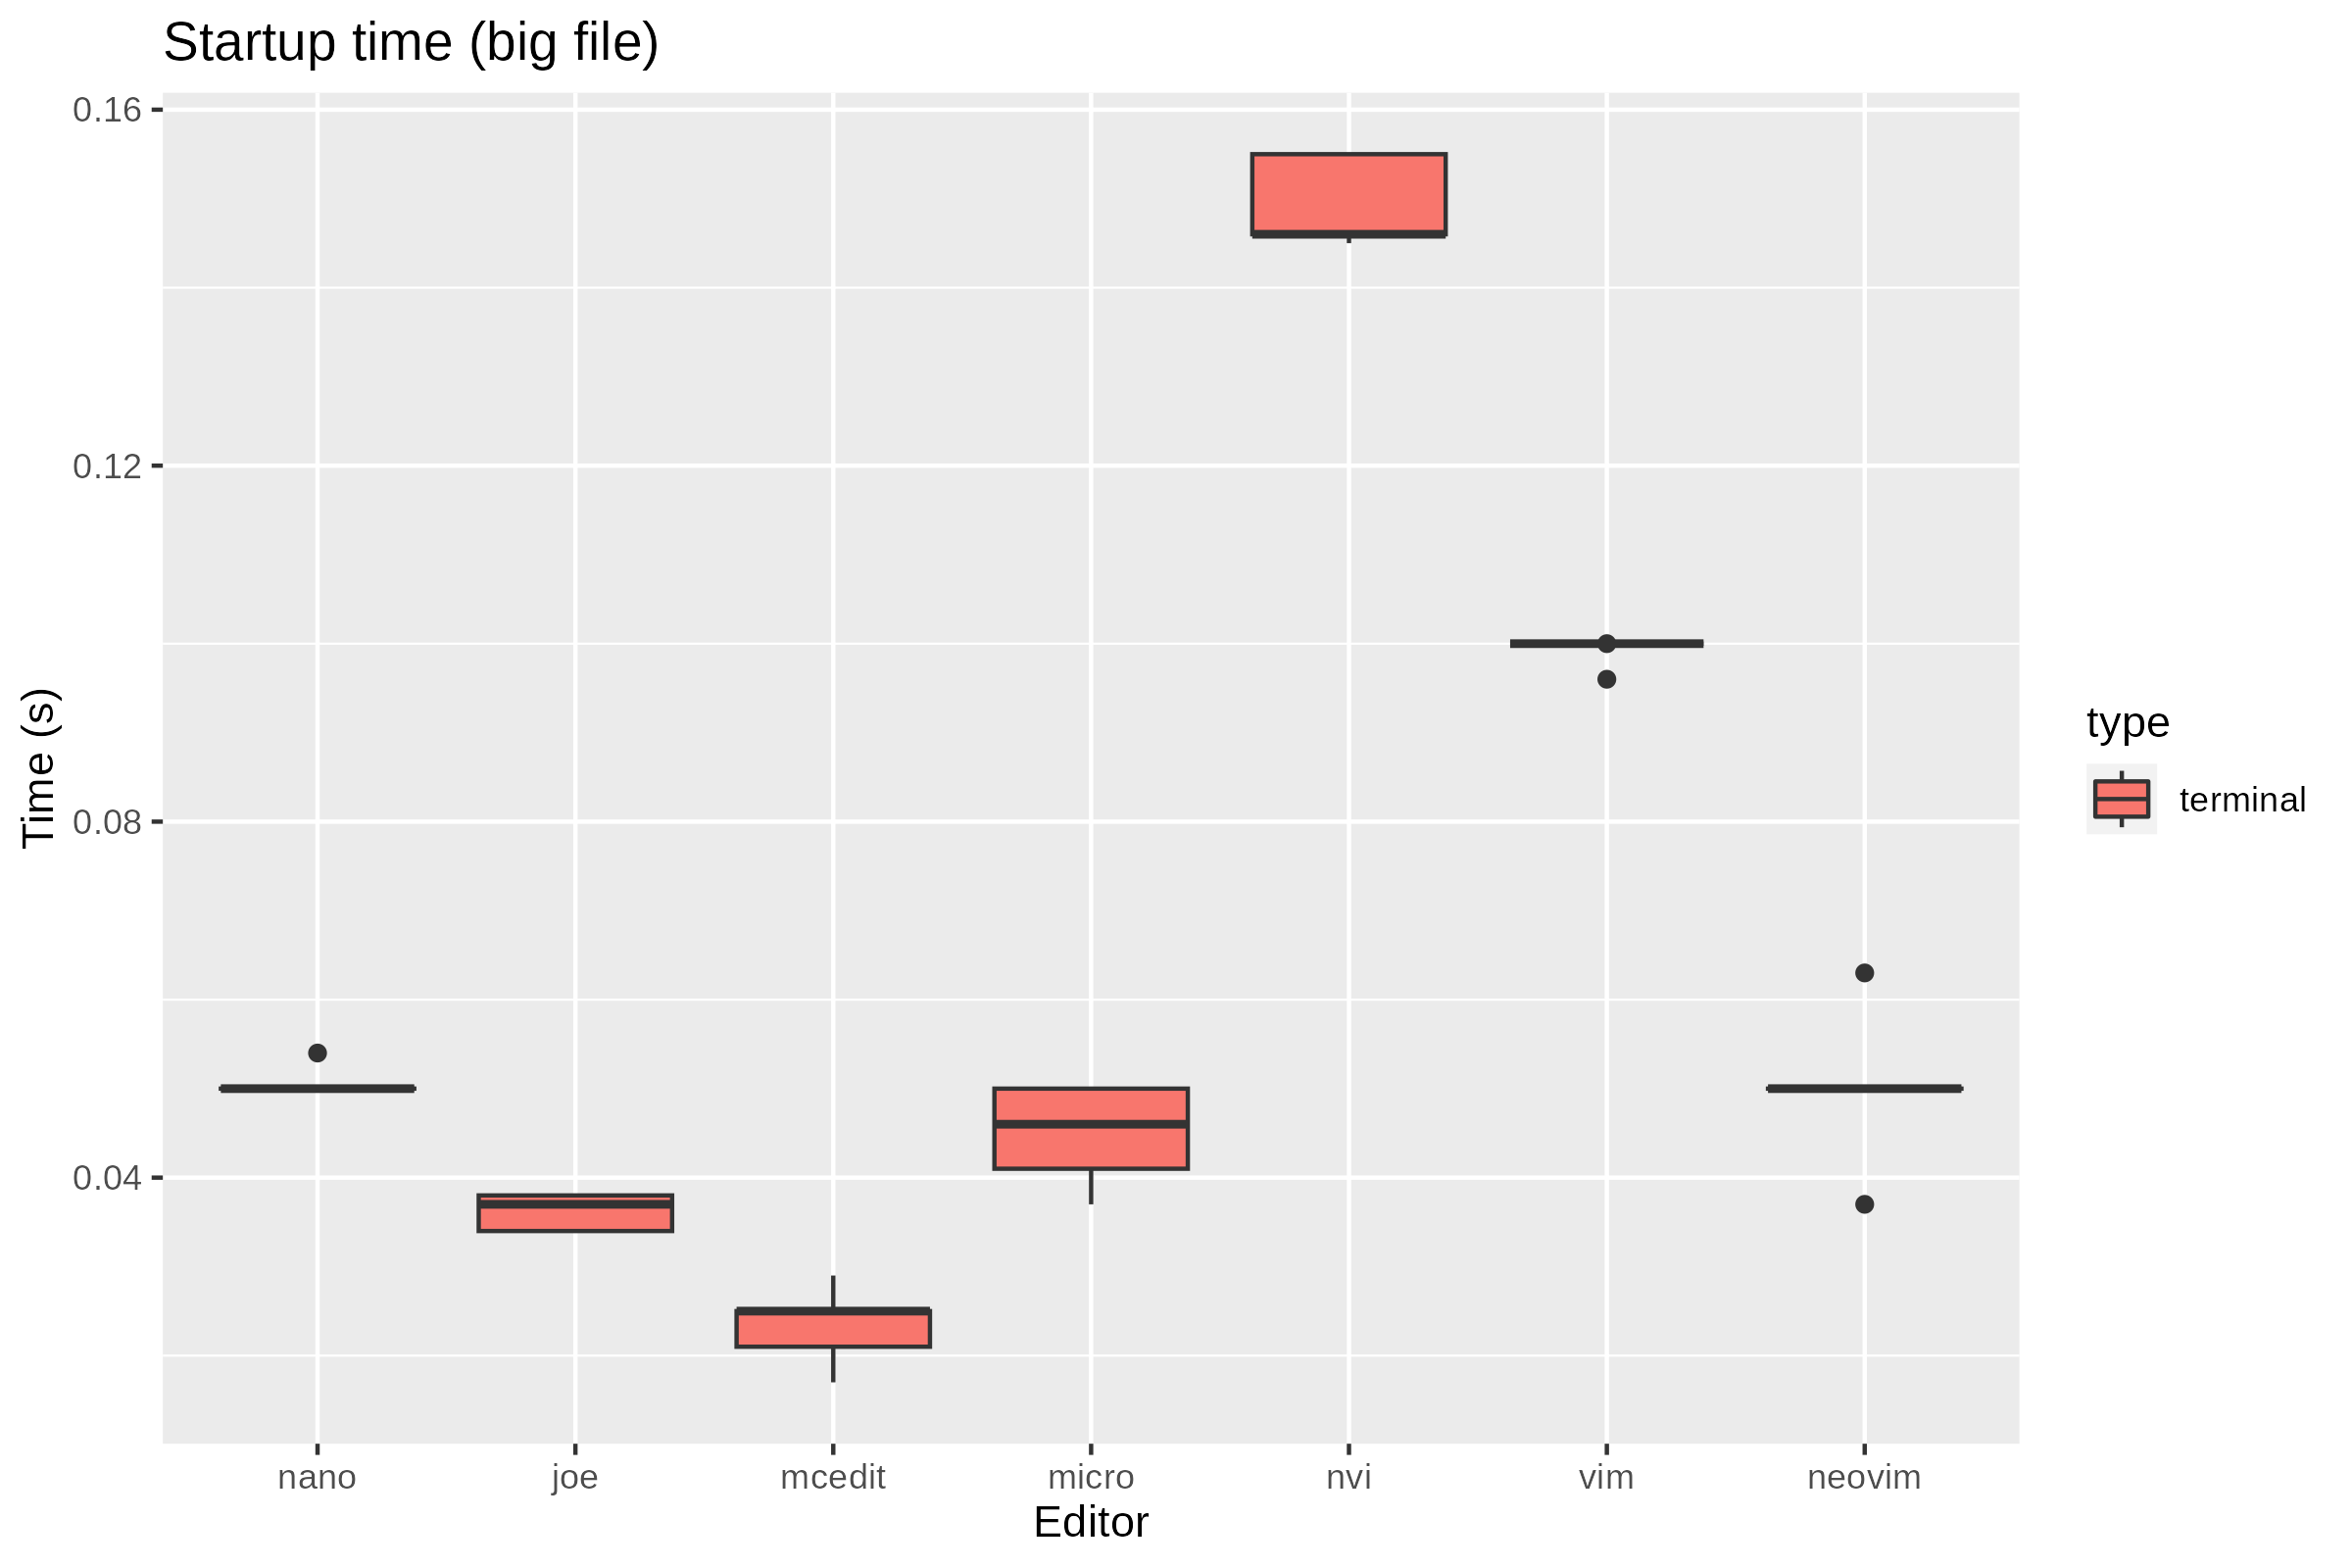 Startup time (big file)
0.16
0.12
0.08
0.04
Time (s)
nano joe mcedit micro nvi vim neovim
Editor
type
terminal